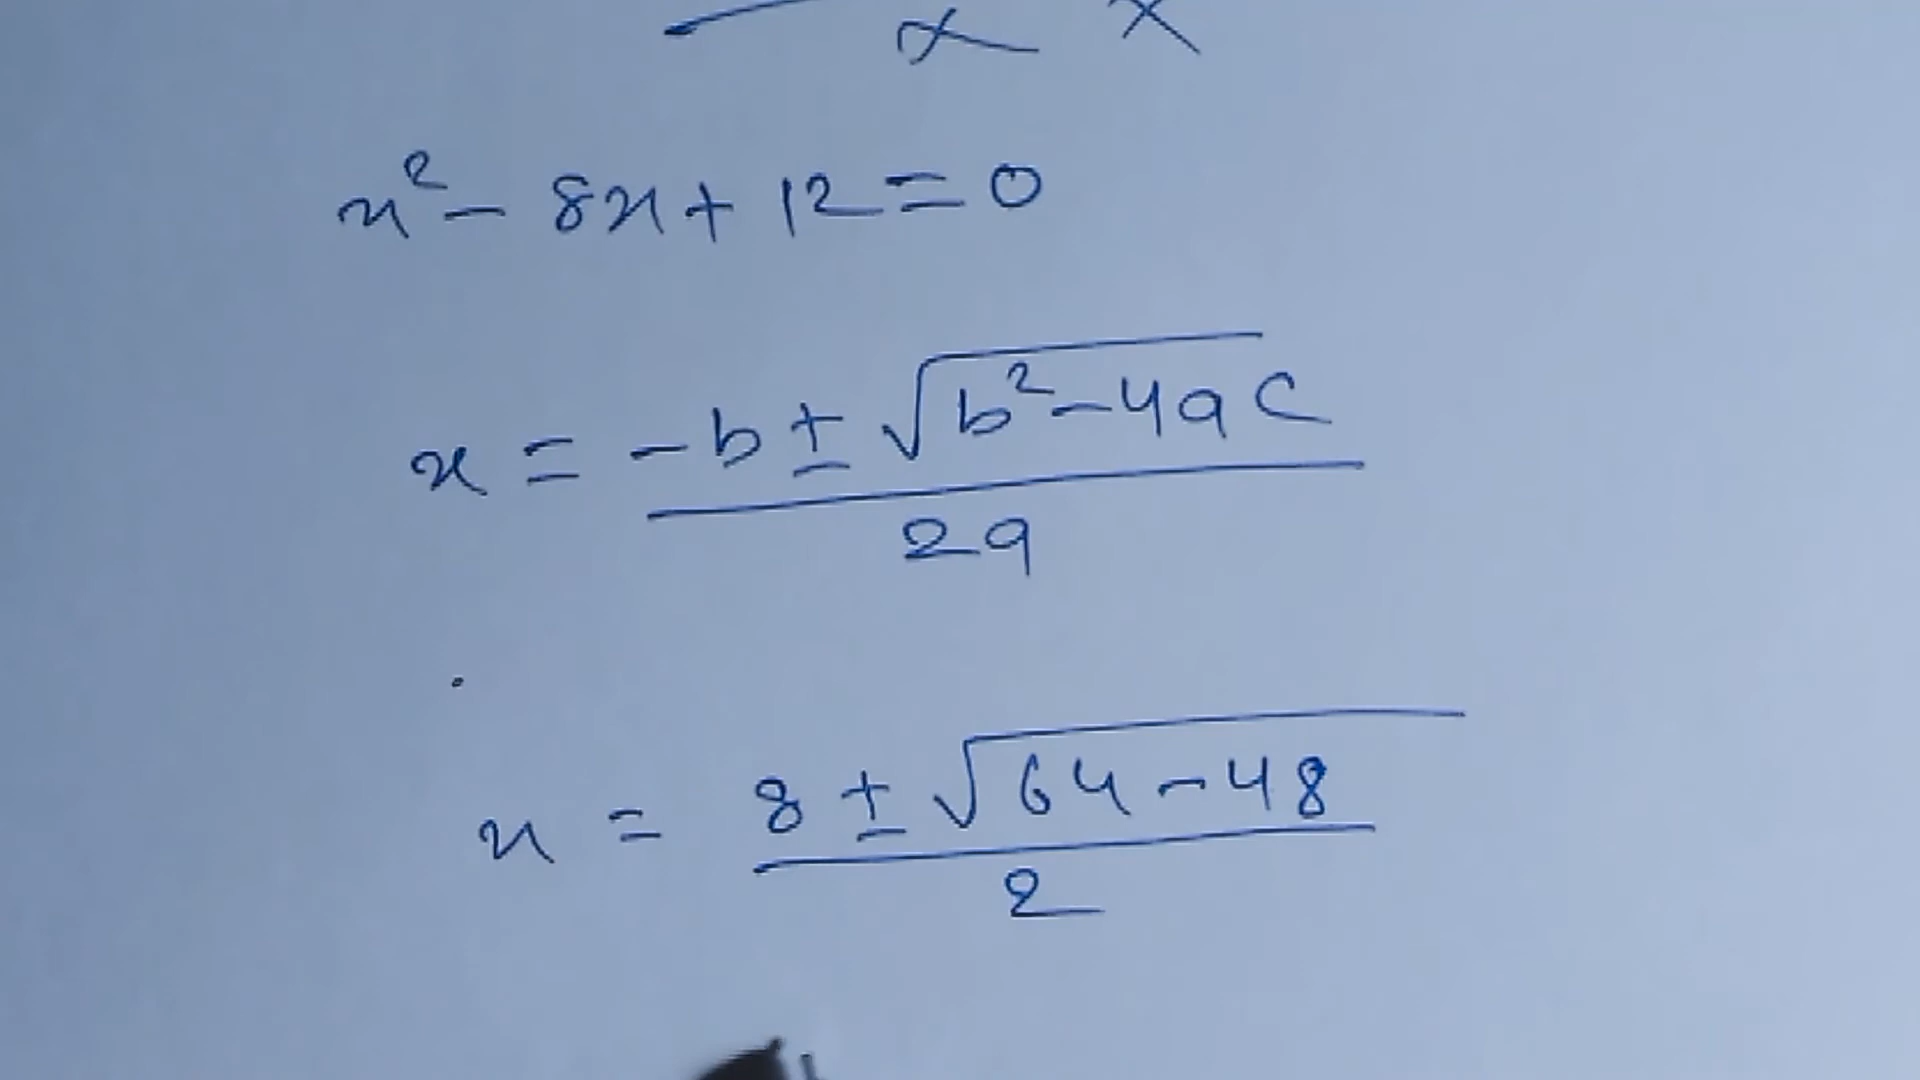 x x
x² - 8x + 12 = 0
x = -b ± √b² - 4ac
2a
x = 8 ± √64 - 48
2